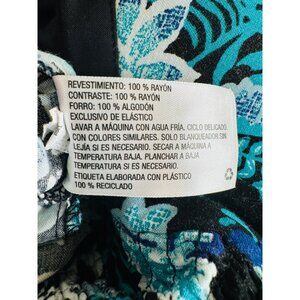 REVESTIMIENTO: 100 % RAYÓN
CONTRASTE: 100 % RAYÓN
FORRO: 100 % ALGODÓN
EXCLUSIVO DE ELÁSTICO
LAVAR A MÁQUINA CON AGUA FRÍA. CICLO DELICADO.
CON COLORES SIMILARES. SOLO BLANQUEADOR SIN
LEJÍA SI ES NECESARIO. SECAR A MÁQUINA A
TEMPERATURA BAJA. PLANCHAR A BAJA
TEMPERATURA SI ES NECESARIO.
ETIQUETA ELABORADA CON PLÁSTICO
100 % RECICLADO